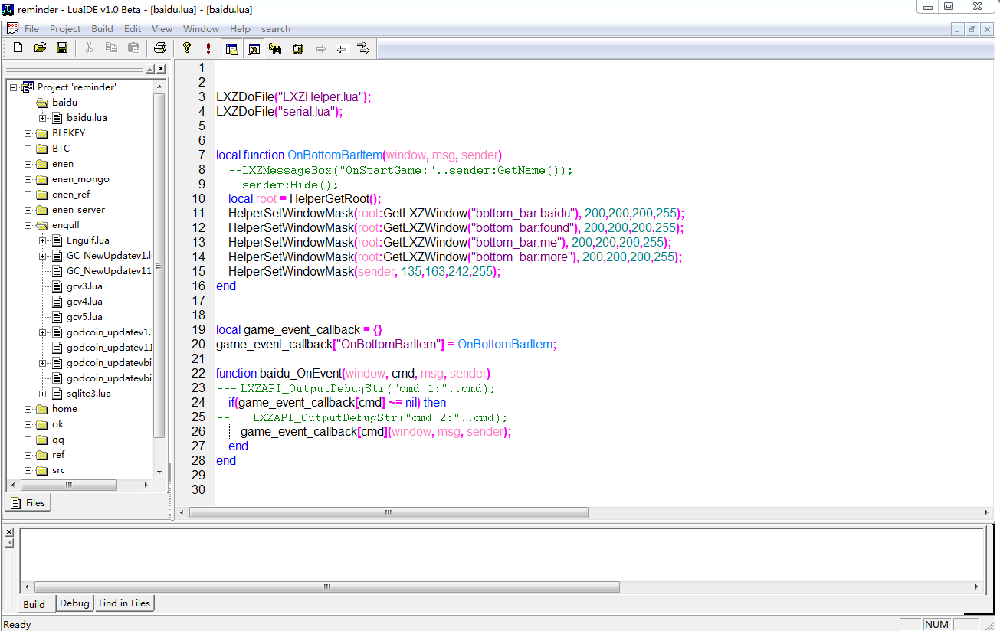 reminder - LuaIDE v1.0 Beta - [baidu.lua] - [baidu.lua]
File Project Build Edit View Window Help search
Project 'reminder'
baidu
baidu.lua
BLEKEY
BTC
enen
enen_mongo
enen_ref
enen_server
engulf
Engulf.lua
GC_NewUpdatev1.lu
GC_NewUpdatev11
gcv3.lua
gcv4.lua
gcv5.lua
godcoin_updatev1.l
godcoin_updatev11
godcoin_updatevbi
godcoin_updatevbi
sqlite3.lua
home
ok
qq
ref
src
Files
1
2
3 LXZDoFile("LXZHelper.lua");
4 LXZDoFile("serial.lua");
5
6
7 local function OnBottomBarItem(window, msg, sender)
8 --LXZMessageBox("OnStartGame:"..sender:GetName());
9 --sender:Hide();
10 local root = HelperGetRoot();
11 HelperSetWindowMask(root:GetLXZWindow("bottom_bar:baidu"), 200,200,200,255);
12 HelperSetWindowMask(root:GetLXZWindow("bottom_bar:found"), 200,200,200,255);
13 HelperSetWindowMask(root:GetLXZWindow("bottom_bar:me"), 200,200,200,255);
14 HelperSetWindowMask(root:GetLXZWindow("bottom_bar:more"), 200,200,200,255);
15 HelperSetWindowMask(sender, 135,163,242,255);
16 end
17
18
19 local game_event_callback = {}
20 game_event_callback["OnBottomBarItem"] = OnBottomBarItem;
21
22 function baidu_OnEvent(window, cmd, msg, sender)
23 --- LXZAPI_OutputDebugStr("cmd 1:"..cmd);
24 if(game_event_callback[cmd] ~= nil) then
25 -- LXZAPI_OutputDebugStr("cmd 2:"..cmd);
26 game_event_callback[cmd](window, msg, sender);
27 end
28 end
29
30
Build Debug Find in Files
Ready NUM